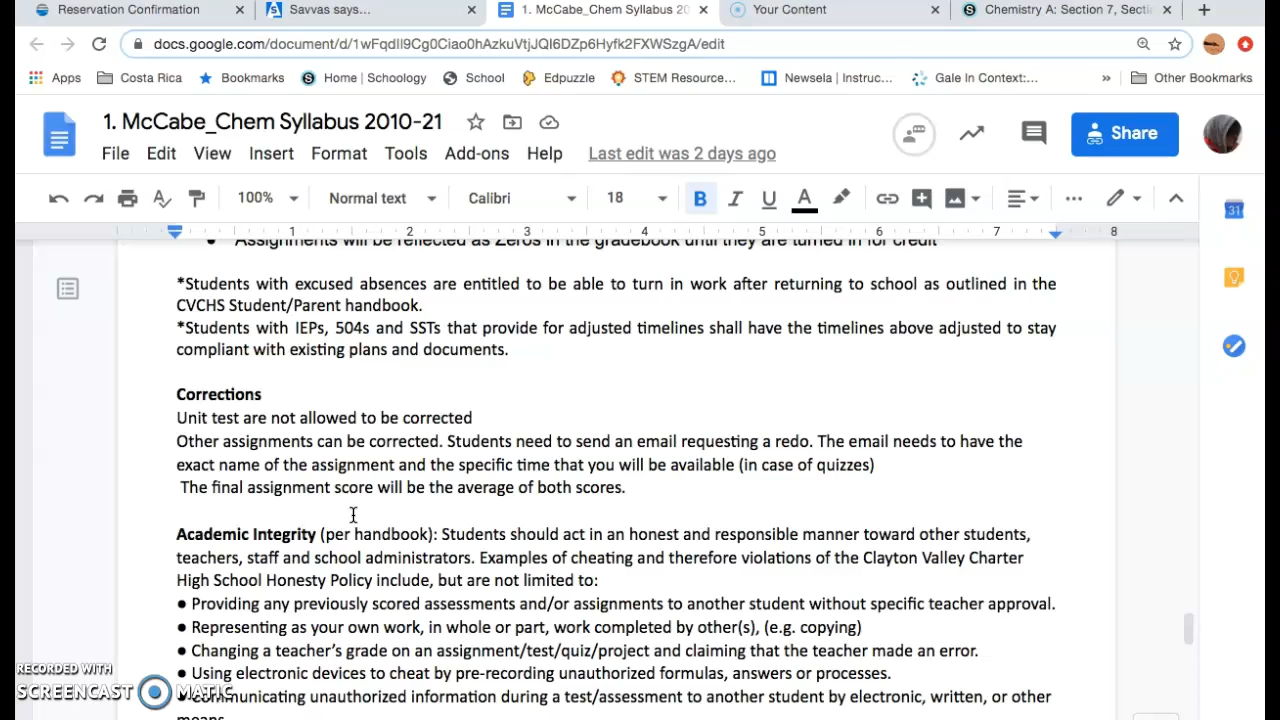 Reservation Confirmation × Savvas says... × 1. McCabe_Chem Syllabus 20 × Your Content × Chemistry A: Section 7, Secti × +
docs.google.com/document/d/1wFqdlI9Cg0Ciao0hAzkuVtjJQI6DZp6Hyfk2FXWSzgA/edit
Apps Costa Rica Bookmarks Home | Schoology School Edpuzzle STEM Resource... Newsela | Instruc... Gale In Context:... » Other Bookmarks
1. McCabe_Chem Syllabus 2010-21
Share
File Edit View Insert Format Tools Add-ons Help Last edit was 2 days ago
100% Normal text Calibri 18 B I U A
31
1 2 3 4 5 6 7 8
● Assignments will be reflected as zeros in the gradebook until they are turned in for credit
*Students with excused absences are entitled to be able to turn in work after returning to school as outlined in the
CVCHS Student/Parent handbook.
*Students with IEPs, 504s and SSTs that provide for adjusted timelines shall have the timelines above adjusted to stay
compliant with existing plans and documents.
Corrections
Unit test are not allowed to be corrected
Other assignments can be corrected. Students need to send an email requesting a redo. The email needs to have the
exact name of the assignment and the specific time that you will be available (in case of quizzes)
The final assignment score will be the average of both scores.
Academic Integrity (per handbook): Students should act in an honest and responsible manner toward other students,
teachers, staff and school administrators. Examples of cheating and therefore violations of the Clayton Valley Charter
High School Honesty Policy include, but are not limited to:
● Providing any previously scored assessments and/or assignments to another student without specific teacher approval.
● Representing as your own work, in whole or part, work completed by other(s), (e.g. copying)
● Changing a teacher's grade on an assignment/test/quiz/project and claiming that the teacher made an error.
● Using electronic devices to cheat by pre-recording unauthorized formulas, answers or processes.
● Communicating unauthorized information during a test/assessment to another student by electronic, written, or other
means
RECORDED WITH
SCREENCAST MATIC